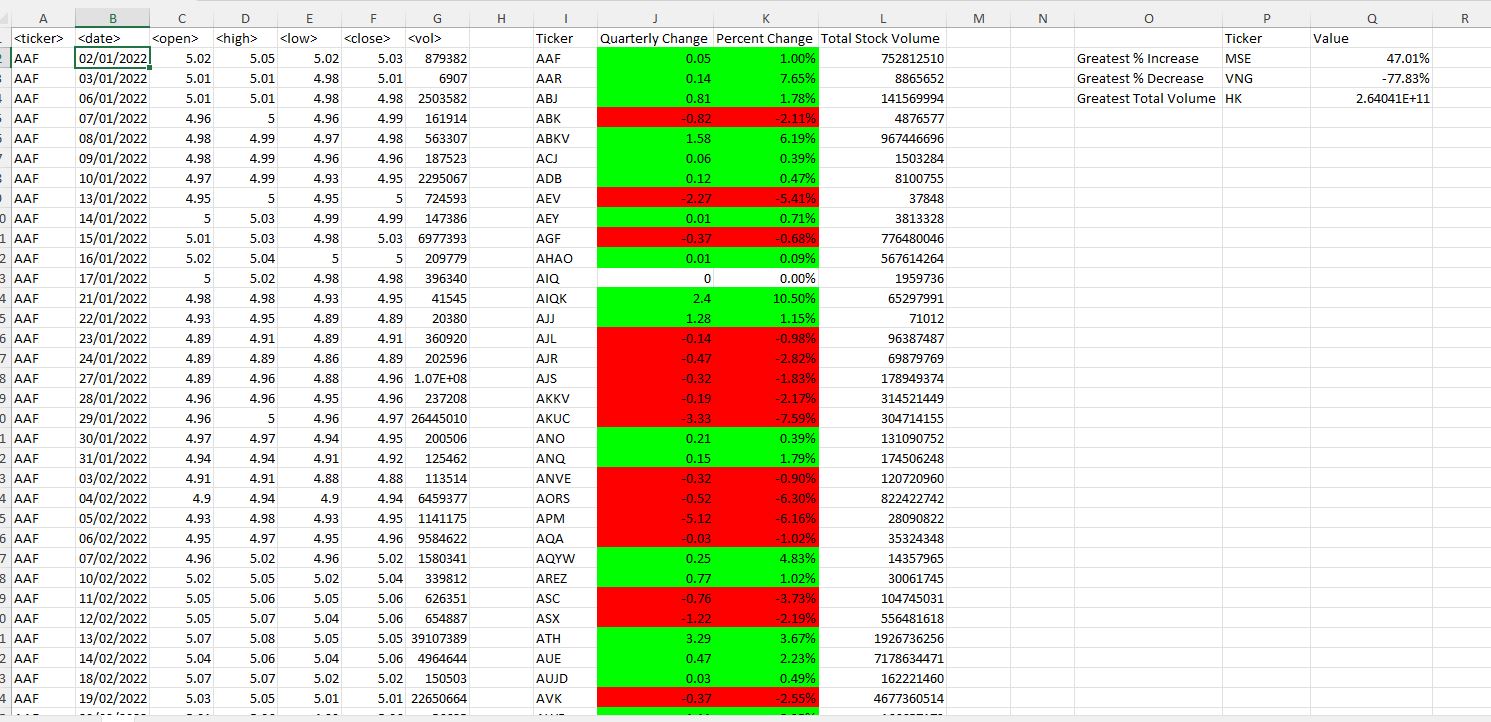 A B C D E F G H I J K L M N O P Q R
<ticker> <date> <open> <high> <low> <close> <vol> Ticker Quarterly Change Percent Change Total Stock Volume Ticker Value
AAF 02/01/2022 5.02 5.05 5.02 5.03 879382 AAF 0.05 1.00% 752812510 Greatest % Increase MSE 47.01%
AAF 03/01/2022 5.01 5.01 4.98 5.01 6907 AAR 0.14 7.65% 8865652 Greatest % Decrease VNG -77.83%
AAF 06/01/2022 5.01 5.01 4.98 4.98 2503582 ABJ 0.81 1.78% 141569994 Greatest Total Volume HK 2.64041E+11
AAF 07/01/2022 4.96 5 4.96 4.99 161914 ABK -0.82 -2.11% 4876577
AAF 08/01/2022 4.98 4.99 4.97 4.98 563307 ABKV 1.58 6.19% 967446696
AAF 09/01/2022 4.98 4.99 4.96 4.96 187523 ACJ 0.06 0.39% 1503284
AAF 10/01/2022 4.97 4.99 4.93 4.95 2295067 ADB 0.12 0.47% 8100755
AAF 13/01/2022 4.95 5 4.95 5 724593 AEV -2.27 -5.41% 37848
AAF 14/01/2022 5 5.03 4.99 4.99 147386 AEY 0.01 0.71% 3813328
AAF 15/01/2022 5.01 5.03 4.98 5.03 6977393 AGF -0.37 -0.68% 776480046
AAF 16/01/2022 5.02 5.04 5 5 209779 AHAO 0.01 0.09% 567614264
AAF 17/01/2022 5 5.02 4.98 4.98 396340 AIQ 0 0.00% 1959736
AAF 21/01/2022 4.98 4.98 4.93 4.95 41545 AIQK 2.4 10.50% 65297991
AAF 22/01/2022 4.93 4.95 4.89 4.89 20380 AJJ 1.28 1.15% 71012
AAF 23/01/2022 4.89 4.91 4.89 4.91 360920 AJL -0.14 -0.98% 96387487
AAF 24/01/2022 4.89 4.89 4.86 4.89 202596 AJR -0.47 -2.82% 69879769
AAF 27/01/2022 4.89 4.96 4.88 4.96 1.07E+08 AJS -0.32 -1.83% 178949374
AAF 28/01/2022 4.96 4.96 4.95 4.96 237208 AKKV -0.19 -2.17% 314521449
AAF 29/01/2022 4.96 5 4.96 4.97 26445010 AKUC -3.33 -7.59% 304714155
AAF 30/01/2022 4.97 4.97 4.94 4.95 200506 ANO 0.21 0.39% 131090752
AAF 31/01/2022 4.94 4.94 4.91 4.92 125462 ANQ 0.15 1.79% 174506248
AAF 03/02/2022 4.91 4.91 4.88 4.88 113514 ANVE -0.32 -0.90% 120720960
AAF 04/02/2022 4.9 4.94 4.9 4.94 6459377 AORS -0.52 -6.30% 822422742
AAF 05/02/2022 4.93 4.98 4.93 4.95 1141175 APM -5.12 -6.16% 28090822
AAF 06/02/2022 4.95 4.97 4.95 4.96 9584622 AQA -0.03 -1.02% 35324348
AAF 07/02/2022 4.96 5.02 4.96 5.02 1580341 AQYW 0.25 4.83% 14357965
AAF 10/02/2022 5.02 5.05 5.02 5.04 339812 AREZ 0.77 1.02% 30061745
AAF 11/02/2022 5.05 5.06 5.05 5.06 626351 ASC -0.76 -3.73% 104745031
AAF 12/02/2022 5.05 5.07 5.04 5.06 654887 ASX -1.22 -2.19% 556481618
AAF 13/02/2022 5.07 5.08 5.05 5.05 39107389 ATH 3.29 3.67% 1926736256
AAF 14/02/2022 5.04 5.06 5.04 5.06 4964644 AUE 0.47 2.23% 7178634471
AAF 18/02/2022 5.07 5.07 5.02 5.02 150503 AUJD 0.03 0.49% 162221460
AAF 19/02/2022 5.03 5.05 5.01 5.01 22650664 AVK -0.37 -2.55% 4677360514